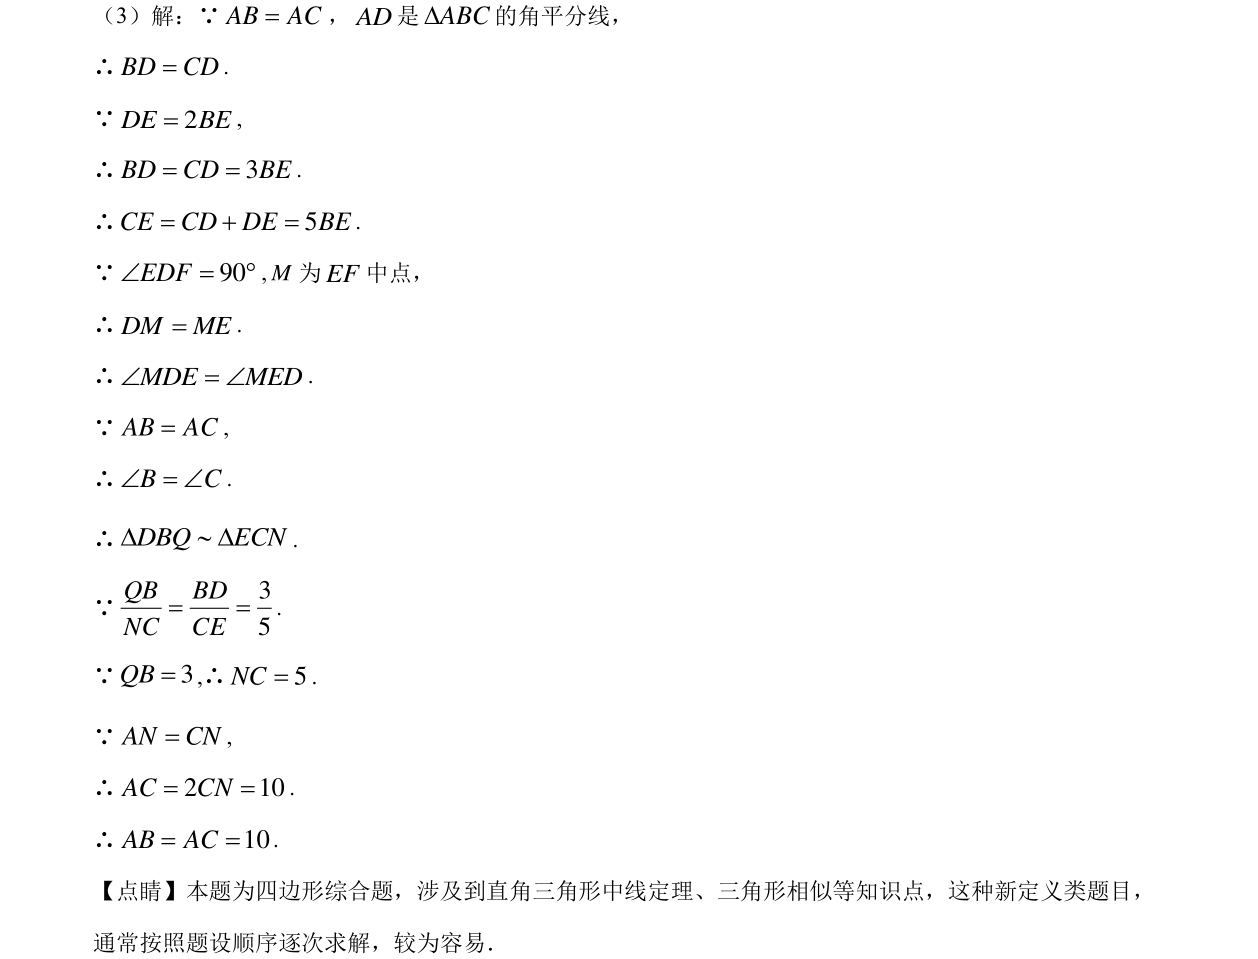 （3）解：∵ AB = AC ， AD 是 ΔABC 的角平分线，
∴ BD = CD .
∵ DE = 2BE ,
∴ BD = CD = 3BE .
∴ CE = CD + DE = 5BE .
∵ ∠EDF = 90° , M 为 EF 中点，
∴ DM = ME .
∴ ∠MDE = ∠MED .
∵ AB = AC ,
∴ ∠B = ∠C .
∴ ΔDBQ ~ ΔECN .
∵ QB/NC = BD/CE = 3/5 .
∵ QB = 3 ,∴ NC = 5 .
∵ AN = CN ,
∴ AC = 2CN = 10 .
∴ AB = AC = 10 .
【点睛】本题为四边形综合题，涉及到直角三角形中线定理、三角形相似等知识点，这种新定义类题目，
通常按照题设顺序逐次求解，较为容易．